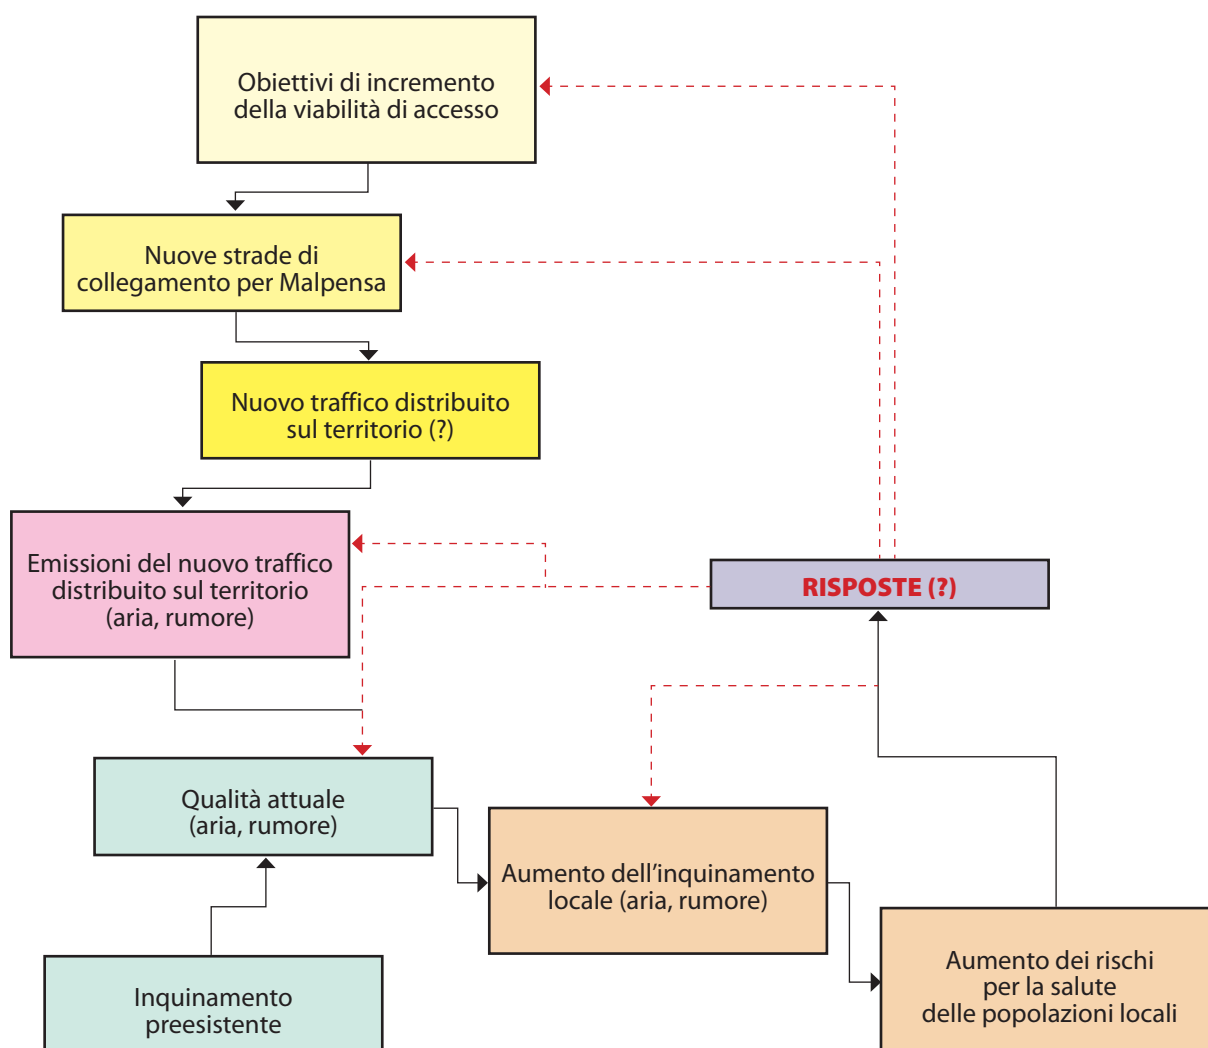 Obiettivi di incremento
della viabilità di accesso
Nuove strade di
collegamento per Malpensa
Nuovo traffico distribuito
sul territorio (?)
Emissioni del nuovo traffico
distribuito sul territorio
(aria, rumore)
RISPOSTE (?)
Qualità attuale
(aria, rumore)
Aumento dell'inquinamento
locale (aria, rumore)
Inquinamento
preesistente
Aumento dei rischi
per la salute
delle popolazioni locali